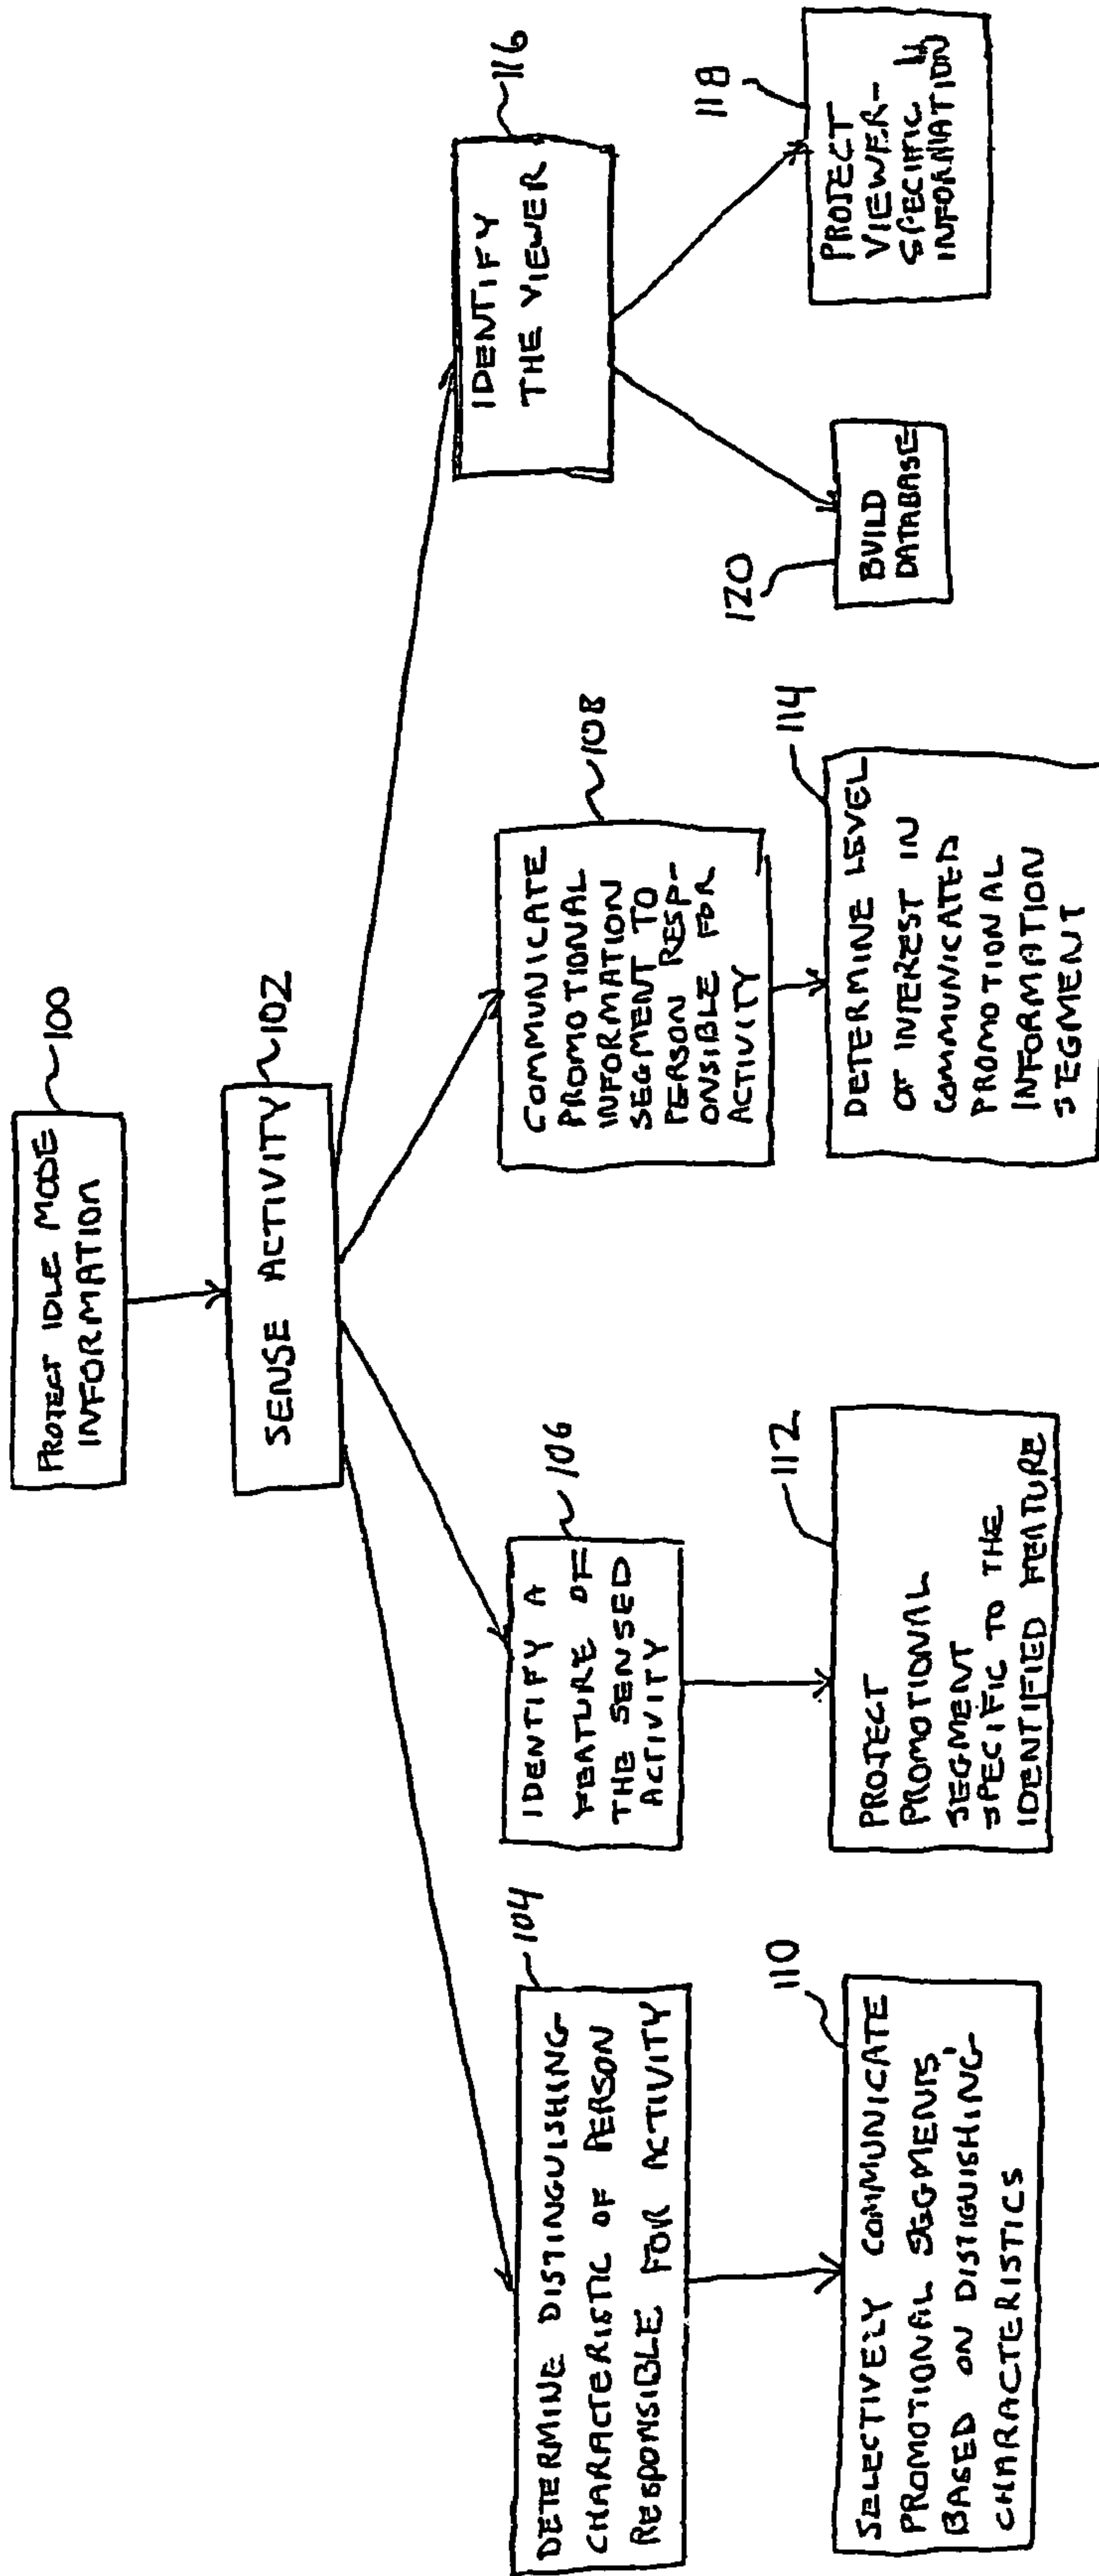 PROJECT IDLE MODE
INFORMATION
100
SENSE ACTIVITY
102
DETERMINE DISTINGUISHING
CHARACTERISTIC OF PERSON
RESPONSIBLE FOR ACTIVITY
104
IDENTIFY A
FEATURE OF
THE SENSED
ACTIVITY
106
COMMUNICATE
PROMOTIONAL
INFORMATION
SEGMENT TO
PERSON RESP-
ONSIBLE FOR
ACTIVITY
108
IDENTIFY
THE VIEWER
116
SELECTIVELY COMMUNICATE
PROMOTIONAL SEGMENTS,
BASED ON DISTIGUISHING
CHARACTERISTICS
110
PROJECT
PROMOTIONAL
SEGMENT
SPECIFIC TO THE
IDENTIFIED FEATURE
112
DETERMINE LEVEL
OF INTEREST IN
COMMUNICATED
PROMOTIONAL
INFORMATION
SEGMENT
114
BUILD
DATABASE
120
PROJECT
VIEWER-
SPECIFIC
INFORMATION
118